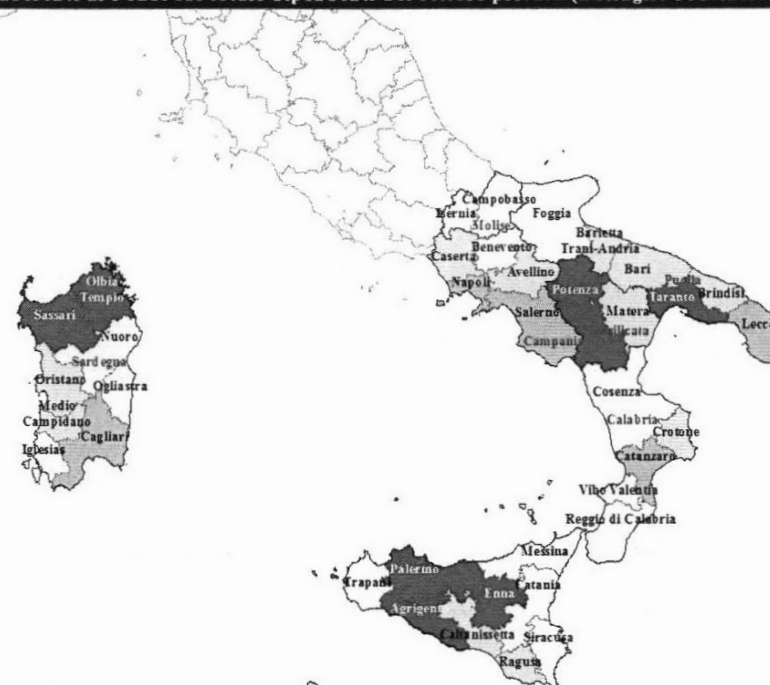 Campobasso
Isernia
Foggia
Molise
Barletta
Benevento
Trani-Andria
Caserta
Avellino
Bari
Puglia
Olbia
Napoli
Potenza
Brindisi
Tempio
Taranto
Sassari
Salerno
Matera
Lecce
Nuoro
Campani
Sardegna
Oristano
Ogliastra
Cosenza
Medio
Calabria
Campidano
Crotone
Cagliari
Iglesias
Catanzaro
Vibo Valentia
Reggio di Calabria
Messina
Palermo
Trapani
Catania
Enna
Agrigento
Caltanissetta
Siracusa
Ragusa